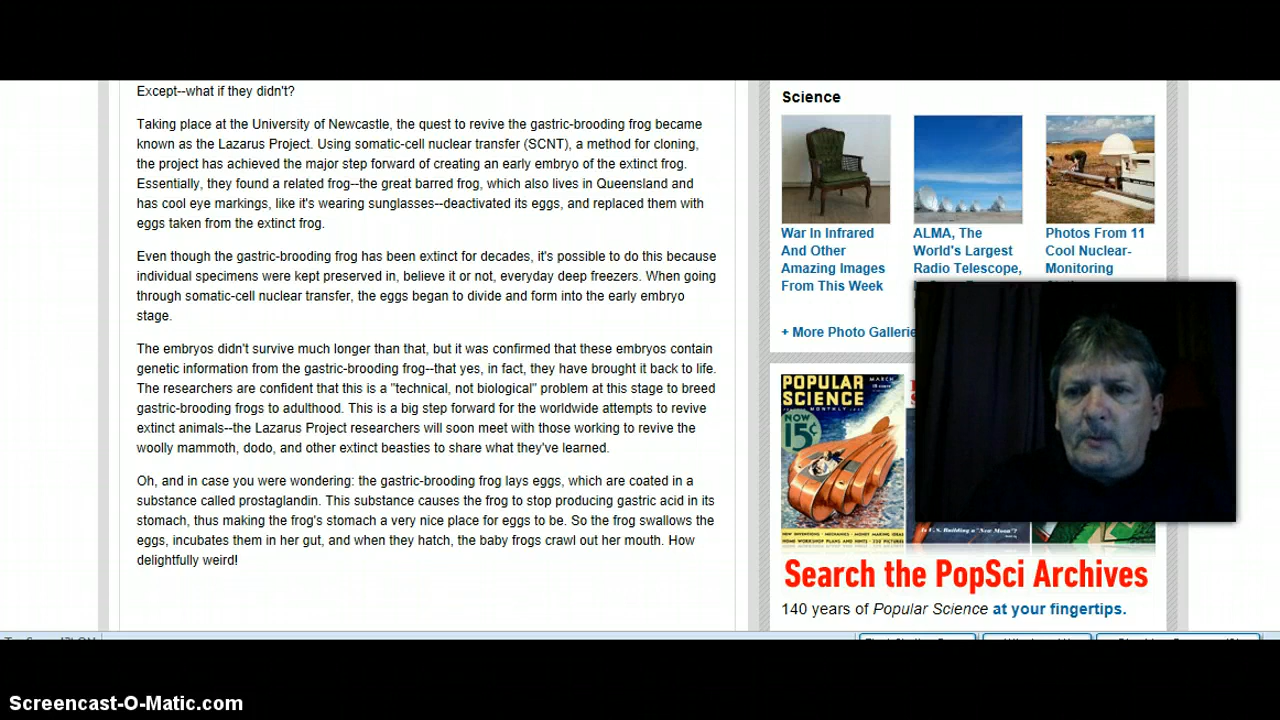 Except--what if they didn't?
Taking place at the University of Newcastle, the quest to revive the gastric-brooding frog became
known as the Lazarus Project. Using somatic-cell nuclear transfer (SCNT), a method for cloning,
the project has achieved the major step forward of creating an early embryo of the extinct frog.
Essentially, they found a related frog--the great barred frog, which also lives in Queensland and
has cool eye markings, like it's wearing sunglasses--deactivated its eggs, and replaced them with
eggs taken from the extinct frog.
Even though the gastric-brooding frog has been extinct for decades, it's possible to do this because
individual specimens were kept preserved in, believe it or not, everyday deep freezers. When going
through somatic-cell nuclear transfer, the eggs began to divide and form into the early embryo
stage.
The embryos didn't survive much longer than that, but it was confirmed that these embryos contain
genetic information from the gastric-brooding frog--that yes, in fact, they have brought it back to life.
The researchers are confident that this is a "technical, not biological" problem at this stage to breed
gastric-brooding frogs to adulthood. This is a big step forward for the worldwide attempts to revive
extinct animals--the Lazarus Project researchers will soon meet with those working to revive the
woolly mammoth, dodo, and other extinct beasties to share what they've learned.
Oh, and in case you were wondering: the gastric-brooding frog lays eggs, which are coated in a
substance called prostaglandin. This substance causes the frog to stop producing gastric acid in its
stomach, thus making the frog's stomach a very nice place for eggs to be. So the frog swallows the
eggs, incubates them in her gut, and when they hatch, the baby frogs crawl out her mouth. How
delightfully weird!
Science
War In Infrared
And Other
Amazing Images
From This Week
ALMA, The
World's Largest
Radio Telescope,
Photos From 11
Cool Nuclear-
Monitoring
+ More Photo Gallerie
POPULAR
SCIENCE
MONTHLY
MARCH
NOW
15¢
Search the PopSci Archives
140 years of Popular Science at your fingertips.
Screencast-O-Matic.com